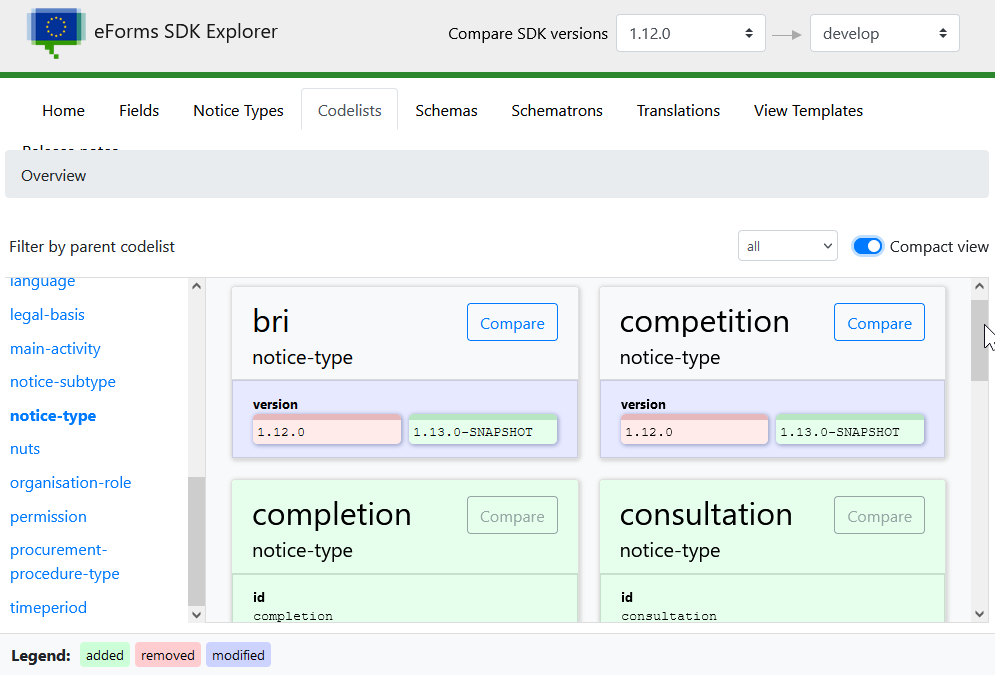 eForms SDK Explorer
Compare SDK versions 1.12.0 develop
Home Fields Notice Types Codelists Schemas Schematrons Translations View Templates
Release notes
Overview
Filter by parent codelist all Compact view
language
legal-basis
main-activity
notice-subtype
notice-type
nuts
organisation-role
permission
procurement-
procedure-type
timeperiod
bri Compare
notice-type
version
1.12.0 1.13.0-SNAPSHOT
competition Compare
notice-type
version
1.12.0 1.13.0-SNAPSHOT
completion Compare
notice-type
id
completion
consultation Compare
notice-type
id
consultation
Legend: added removed modified